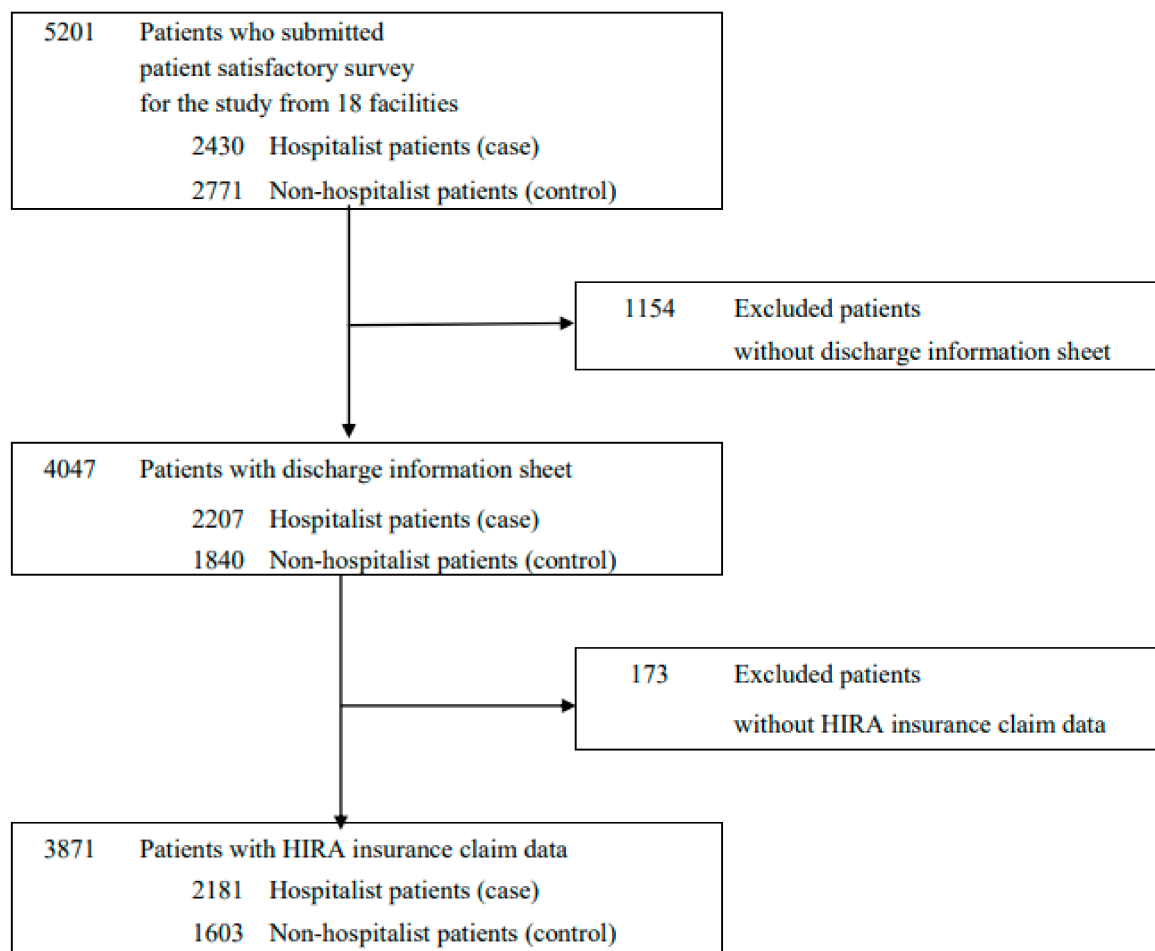 5201 Patients who submitted
patient satisfactory survey
for the study from 18 facilities
2430 Hospitalist patients (case)
2771 Non-hospitalist patients (control)
1154 Excluded patients
without discharge information sheet
4047 Patients with discharge information sheet
2207 Hospitalist patients (case)
1840 Non-hospitalist patients (control)
173 Excluded patients
without HIRA insurance claim data
3871 Patients with HIRA insurance claim data
2181 Hospitalist patients (case)
1603 Non-hospitalist patients (control)